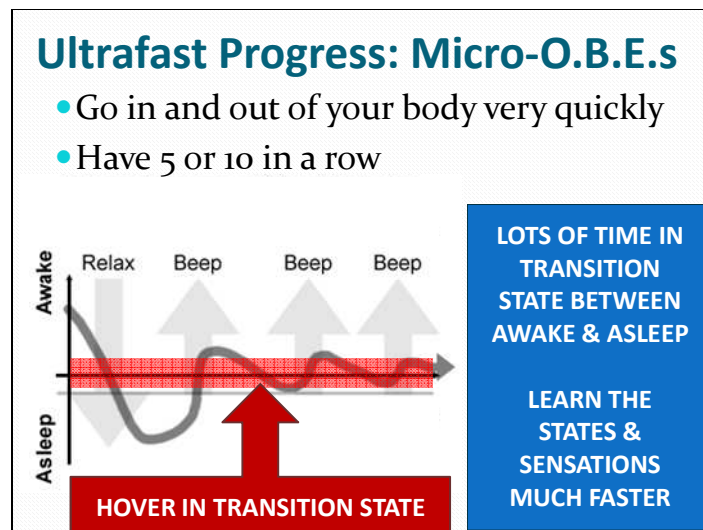 Ultrafast Progress: Micro-O.B.E.s
Go in and out of your body very quickly
Have 5 or 10 in a row
Awake
Relax
Beep
Beep
Beep
Asleep
HOVER IN TRANSITION STATE
LOTS OF TIME IN
TRANSITION
STATE BETWEEN
AWAKE & ASLEEP
LEARN THE
STATES &
SENSATIONS
MUCH FASTER